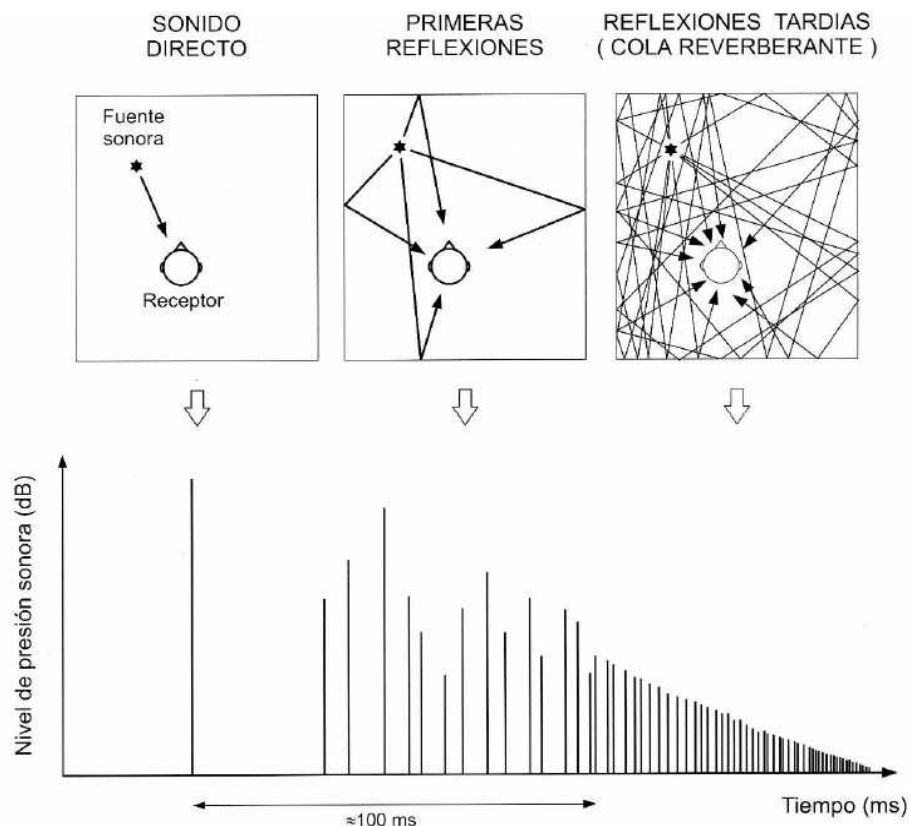 SONIDO
DIRECTO
PRIMERAS
REFLEXIONES
REFLEXIONES TARDIAS
( COLA REVERBERANTE )
Fuente
sonora
Receptor
Nivel de presión sonora (dB)
Tiempo (ms)
≈100 ms